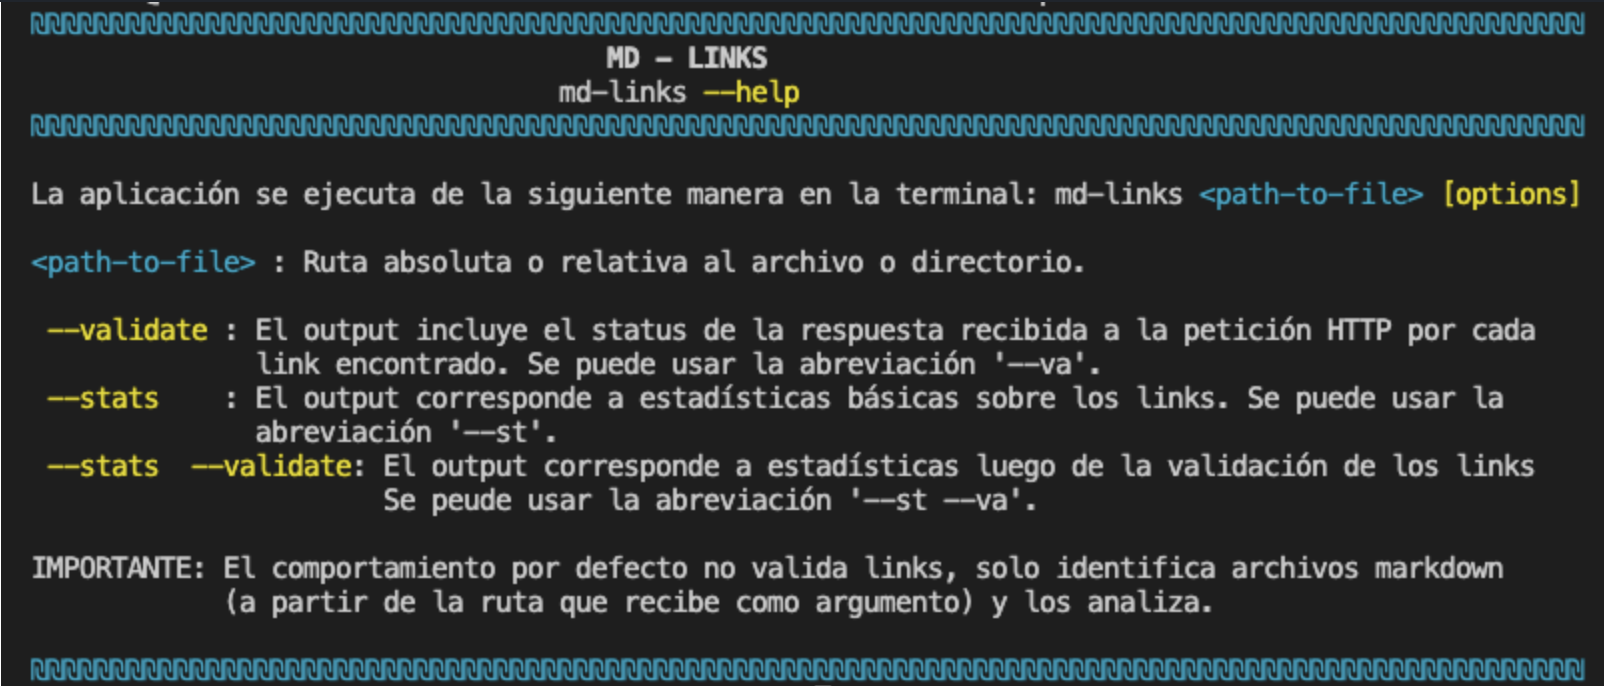 MD - LINKS
md-links --help
La aplicación se ejecuta de la siguiente manera en la terminal: md-links <path-to-file> [options]
<path-to-file> : Ruta absoluta o relativa al archivo o directorio.
--validate : El output incluye el status de la respuesta recibida a la petición HTTP por cada
link encontrado. Se puede usar la abreviación '--va'.
--stats    : El output corresponde a estadísticas básicas sobre los links. Se puede usar la
abreviación '--st'.
--stats  --validate: El output corresponde a estadísticas luego de la validación de los links
Se peude usar la abreviación '--st --va'.
IMPORTANTE: El comportamiento por defecto no valida links, solo identifica archivos markdown
(a partir de la ruta que recibe como argumento) y los analiza.